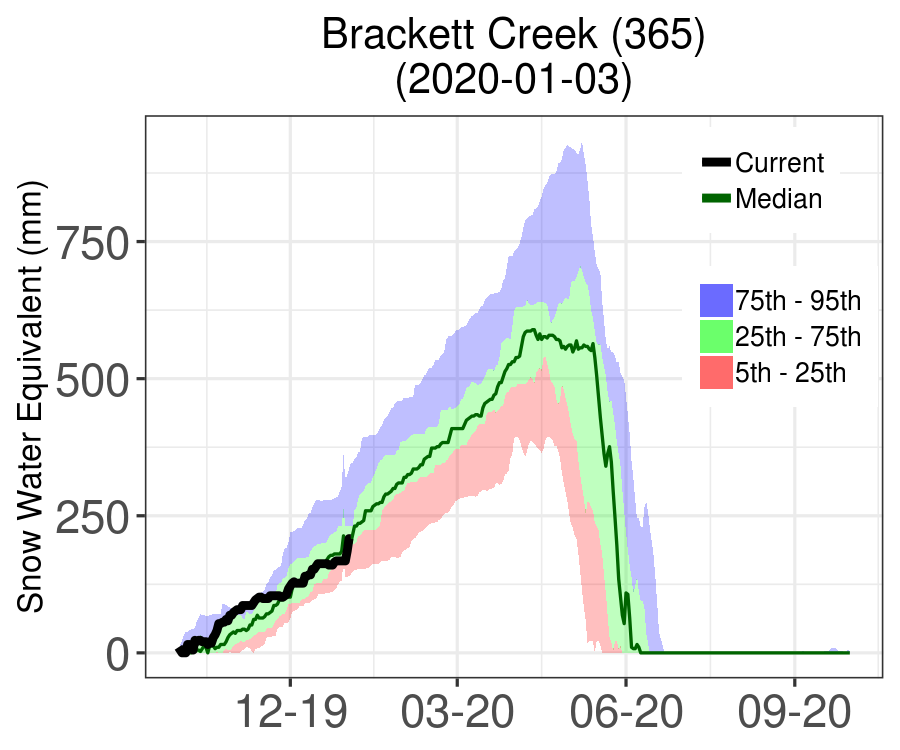 Brackett Creek (365)
(2020-01-03)
Snow Water Equivalent (mm)
750
500
250
0
12-19
03-20
06-20
09-20
Current
Median
75th - 95th
25th - 75th
5th - 25th